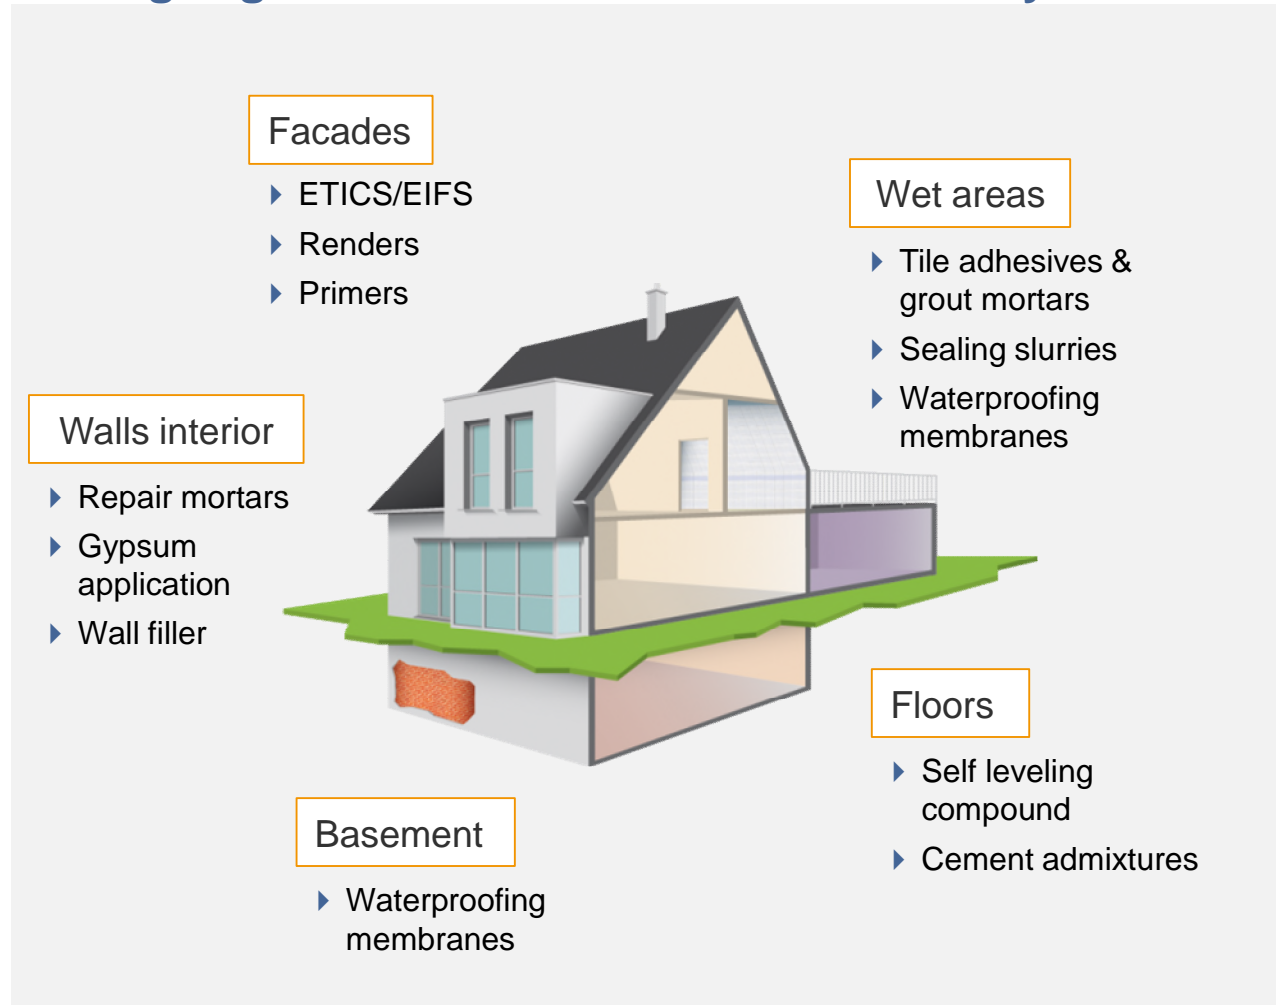 Facades
ETICS/EIFS
Renders
Primers
Wet areas
Tile adhesives &
grout mortars
Sealing slurries
Waterproofing
membranes
Walls interior
Repair mortars
Gypsum
application
Wall filler
Floors
Self leveling
compound
Cement admixtures
Basement
Waterproofing
membranes